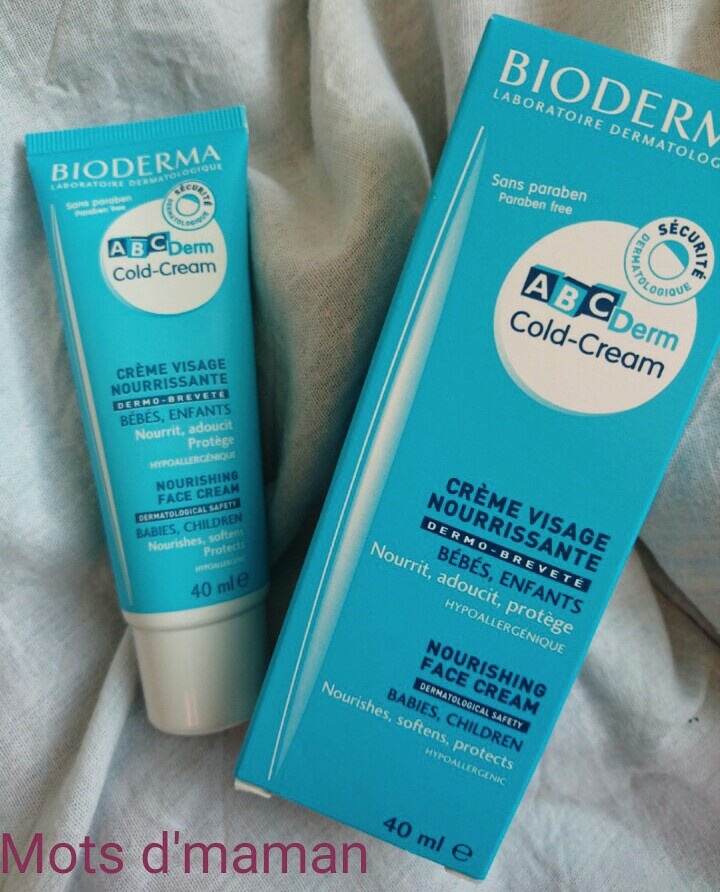 BIODERMA
LABORATOIRE DERMATOLOGIQUE
Sans paraben
Paraben free
SÉCURITÉ
DERMATOLOGIQUE
ABCDerm
Cold-Cream
CRÈME VISAGE
NOURRISSANTE
DERMO-BREVETÉ
BÉBÉS, ENFANTS
Nourrit, adoucit
Protège
HYPOALLERGÉNIQUE
NOURISHING
FACE CREAM
DERMATOLOGICAL SAFETY
BABIES, CHILDREN
Nourishes, softens
Protects
HYPOALLERGENIC
40 ml e
BIODERM
LABORATOIRE DERMATOLOG
Sans paraben
Paraben free
SÉCURITÉ
DERMATOLOGIQUE
ABCDerm
Cold-Cream
CRÈME VISAGE
NOURRISSANTE
DERMO-BREVETÉ
BÉBÉS, ENFANTS
Nourrit, adoucit, protège
HYPOALLERGÉNIQUE
NOURISHING
FACE CREAM
DERMATOLOGICAL SAFETY
BABIES, CHILDREN
Nourishes, softens, protects
HYPOALLERGENIC
40 ml e
Mots d'maman